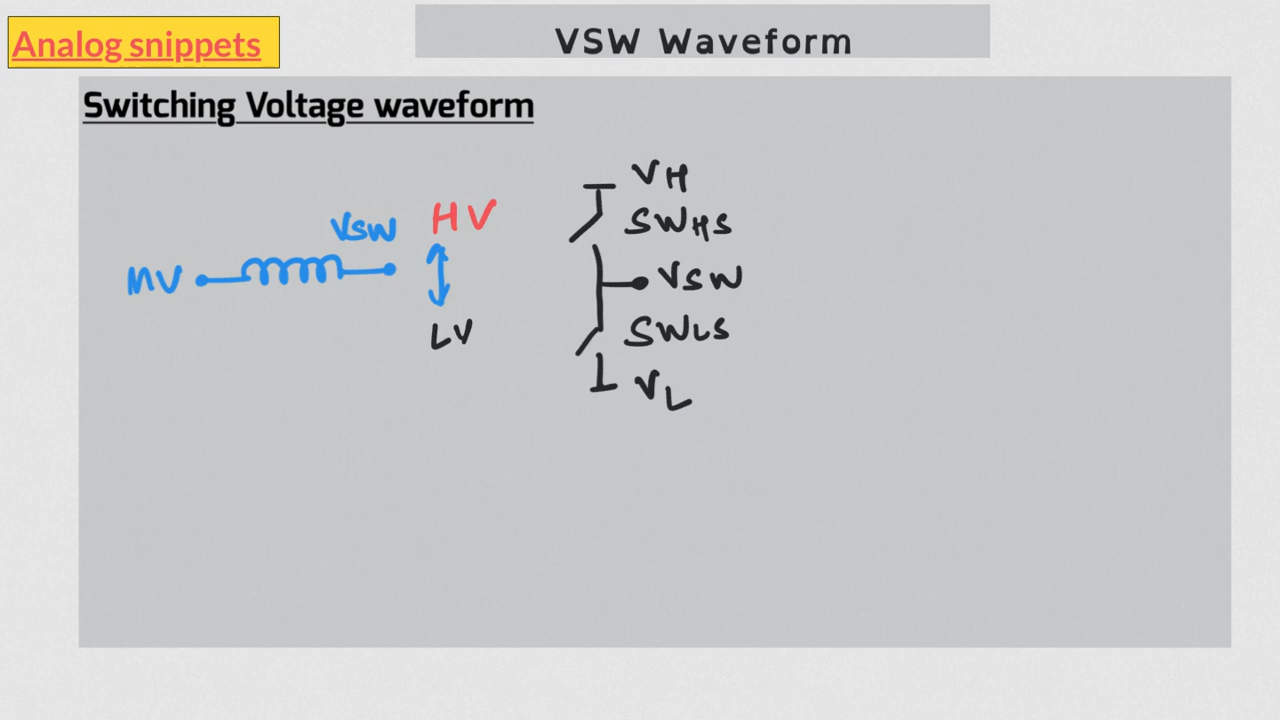 Analog snippets
VSW Waveform
Switching Voltage waveform
MV
VSW
HV
LV
VH
SWHS
VSW
SWLS
VL